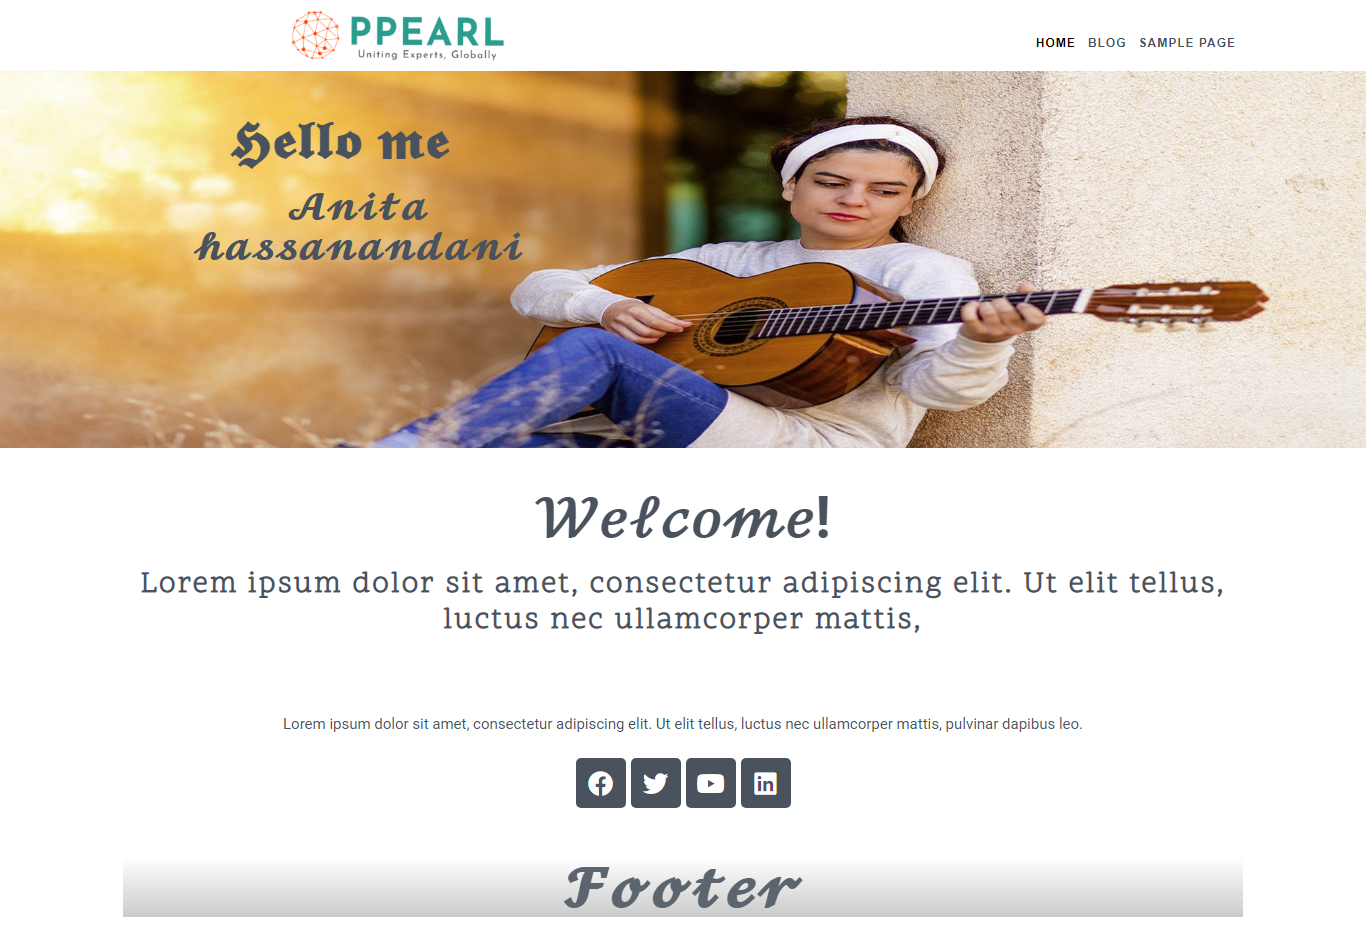 PPEARL
Uniting Experts, Globally
HOME BLOG SAMPLE PAGE
Hello me
Anita
hassanandani
Welcome!
Lorem ipsum dolor sit amet, consectetur adipiscing elit. Ut elit tellus,
luctus nec ullamcorper mattis,
Lorem ipsum dolor sit amet, consectetur adipiscing elit. Ut elit tellus, luctus nec ullamcorper mattis, pulvinar dapibus leo.
in
Footer